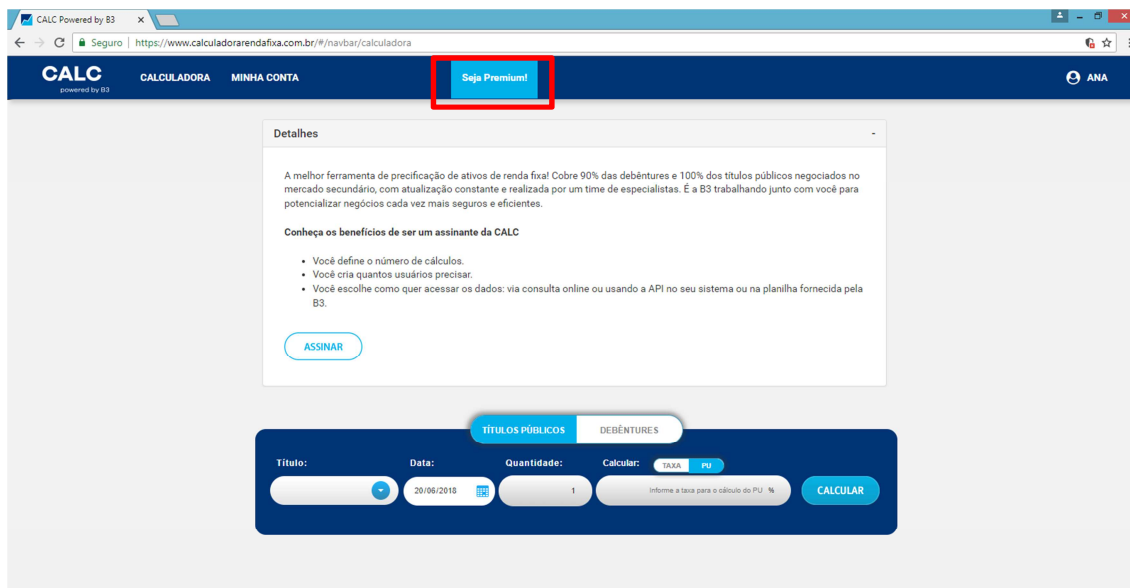 CALC Powered by B3
Seguro | https://www.calculadorarendafixa.com.br/#/navbar/calculadora
CALC
powered by B3
CALCULADORA MINHA CONTA Seja Premium! ANA
Detalhes -
A melhor ferramenta de precificação de ativos de renda fixa! Cobre 90% das debêntures e 100% dos títulos públicos negociados no
mercado secundário, com atualização constante e realizada por um time de especialistas. É a B3 trabalhando junto com você para
potencializar negócios cada vez mais seguros e eficientes.
Conheça os benefícios de ser um assinante da CALC
• Você define o número de cálculos.
• Você cria quantos usuários precisar.
• Você escolhe como quer acessar os dados: via consulta online ou usando a API no seu sistema ou na planilha fornecida pela
B3.
ASSINAR
TÍTULOS PÚBLICOS DEBÊNTURES
Título: Data: Quantidade: Calcular: TAXA PU
20/06/2018 1 Informe a taxa para o cálculo do PU % CALCULAR